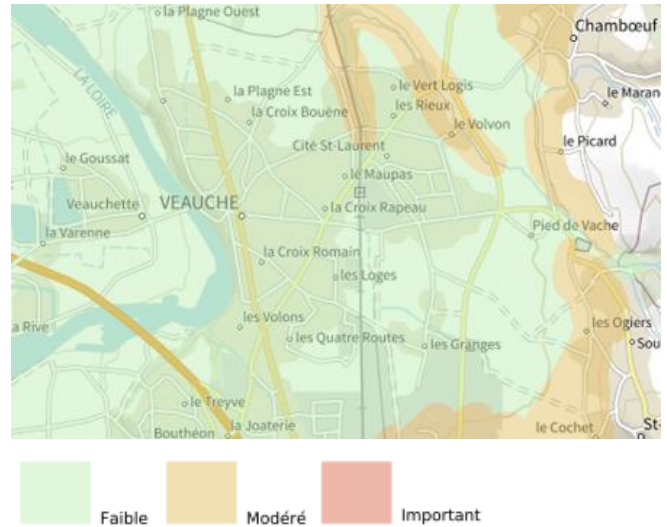 la Plagne Ouest
Chambœuf
LA LOIRE
la Plagne Est
le Vert Logis
le Maran
la Croix Bouène
les Rieux
le Volvon
le Goussat
Cité St-Laurent
le Picard
le Maupas
Veauchette
VEAUCHE
la Croix Rapeau
la Varenne
Pied de Vache
la Croix Romain
les Loges
a Rive
les Volons
les Ogiers
les Quatre Routes
les Granges
Sou
le Treyve
la Joaterie
le Cochet
St-
Bouthéon
Faible
Modéré
Important